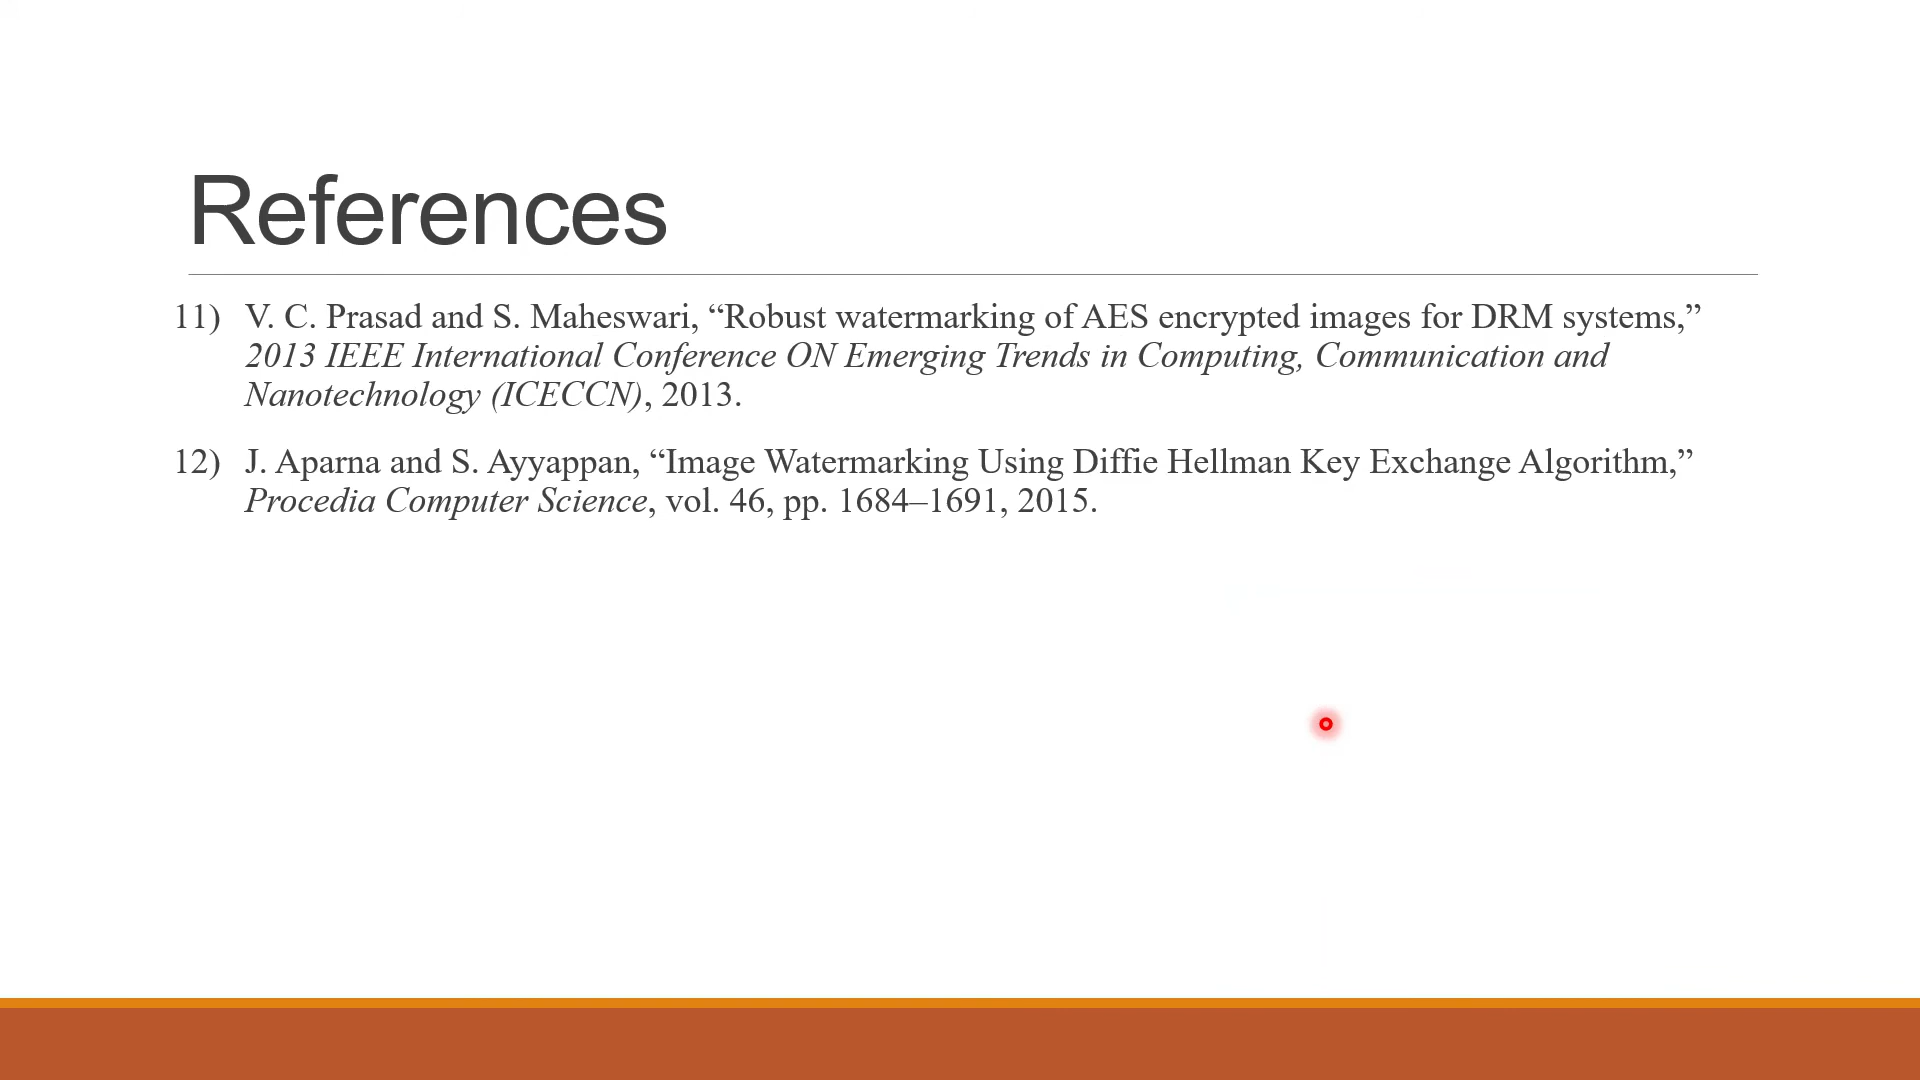 References
11) V. C. Prasad and S. Maheswari, “Robust watermarking of AES encrypted images for DRM systems,”
2013 IEEE International Conference ON Emerging Trends in Computing, Communication and
Nanotechnology (ICECCN), 2013.
12) J. Aparna and S. Ayyappan, “Image Watermarking Using Diffie Hellman Key Exchange Algorithm,”
Procedia Computer Science, vol. 46, pp. 1684–1691, 2015.